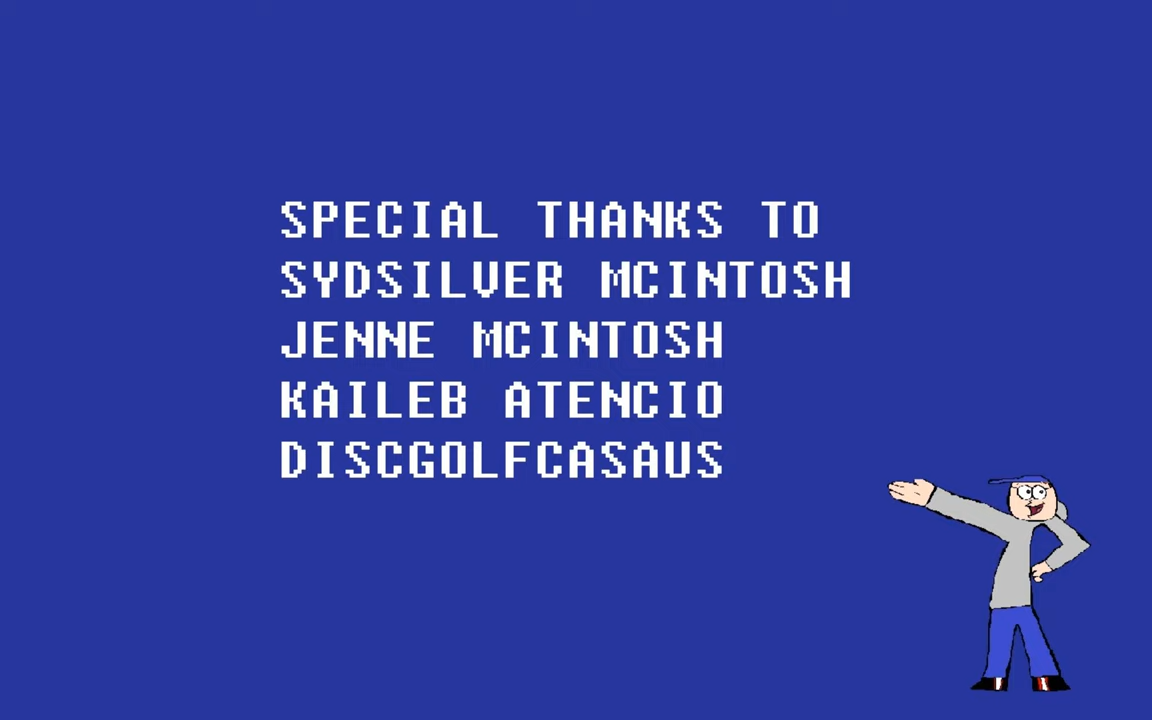 SPECIAL THANKS TO
SYDSILVER MCINTOSH
JENNE MCINTOSH
KAILEB ATENCIO
DISCGOLFCASAUS